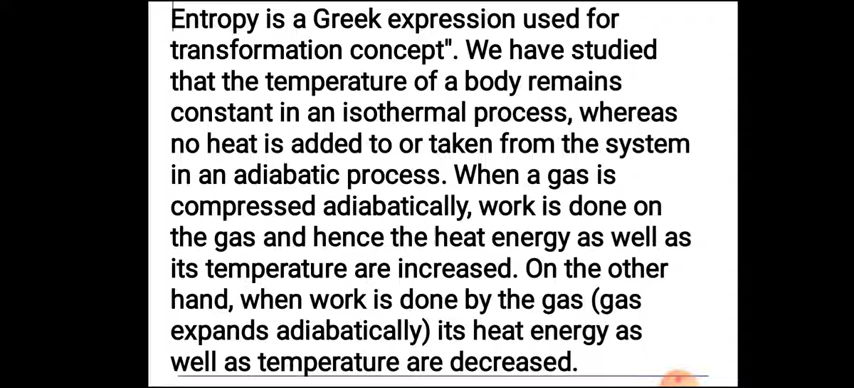 Entropy is a Greek expression used for
transformation concept". We have studied
that the temperature of a body remains
constant in an isothermal process, whereas
no heat is added to or taken from the system
in an adiabatic process. When a gas is
compressed adiabatically, work is done on
the gas and hence the heat energy as well as
its temperature are increased. On the other
hand, when work is done by the gas (gas
expands adiabatically) its heat energy as
well as temperature are decreased.